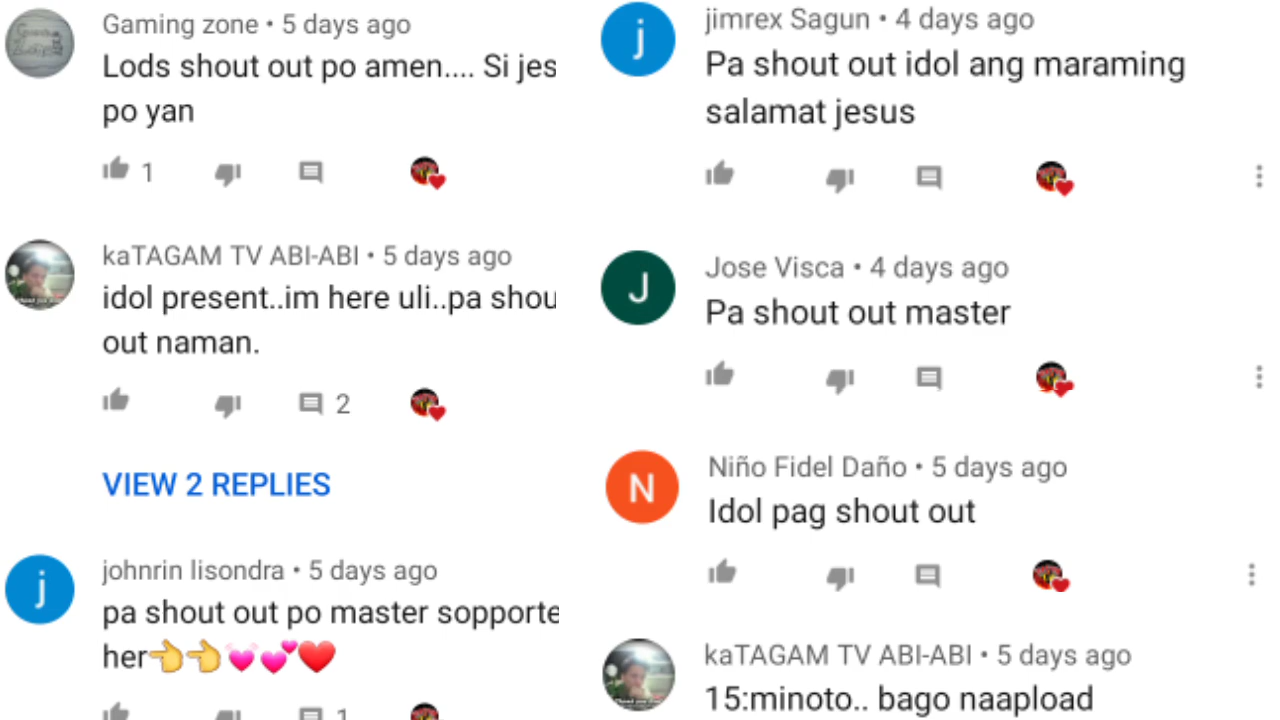 Gaming zone • 5 days ago
Lods shout out po amen.... Si jes
po yan
1
kaTAGAM TV ABI-ABI • 5 days ago
idol present..im here uli..pa shou
out naman.
2
VIEW 2 REPLIES
johnrin lisondra • 5 days ago
pa shout out po master sopporte
her👈👈💓💕❤️
1
jimrex Sagun • 4 days ago
Pa shout out idol ang maraming
salamat jesus
Jose Visca • 4 days ago
Pa shout out master
Niño Fidel Daño • 5 days ago
Idol pag shout out
kaTAGAM TV ABI-ABI • 5 days ago
15:minoto.. bago naapload
j
j
J
N